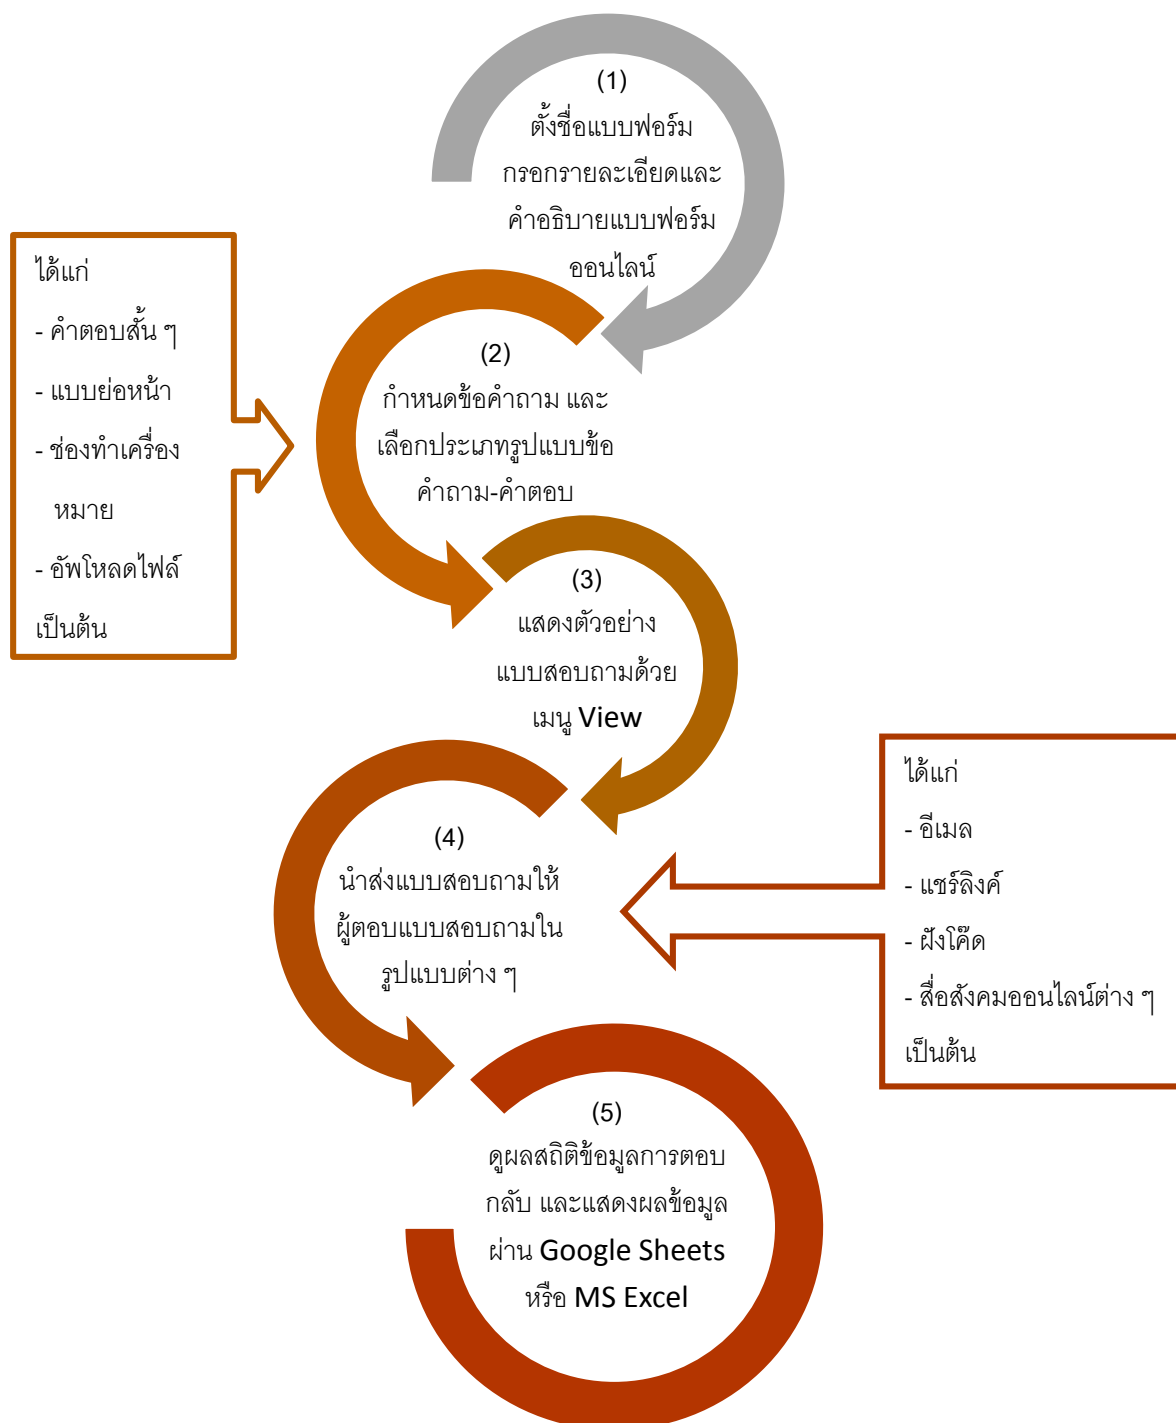 (1)
ตั้งชื่อแบบฟอร์ม
กรอกรายละเอียดและ
คำอธิบายแบบฟอร์ม
ออนไลน์
ได้แก่
- คำตอบสั้น ๆ
- แบบย่อหน้า
- ช่องทำเครื่อง
หมาย
- อัพโหลดไฟล์
เป็นต้น
(2)
กำหนดข้อคำถาม และ
เลือกประเภทรูปแบบข้อ
คำถาม-คำตอบ
(3)
แสดงตัวอย่าง
แบบสอบถามด้วย
เมนู View
(4)
นำส่งแบบสอบถามให้
ผู้ตอบแบบสอบถามใน
รูปแบบต่าง ๆ
ได้แก่
- อีเมล
- แชร์ลิงค์
- ฝังโค๊ด
- สื่อสังคมออนไลน์ต่าง ๆ
เป็นต้น
(5)
ดูผลสถิติข้อมูลการตอบ
กลับ และแสดงผลข้อมูล
ผ่าน Google Sheets
หรือ MS Excel